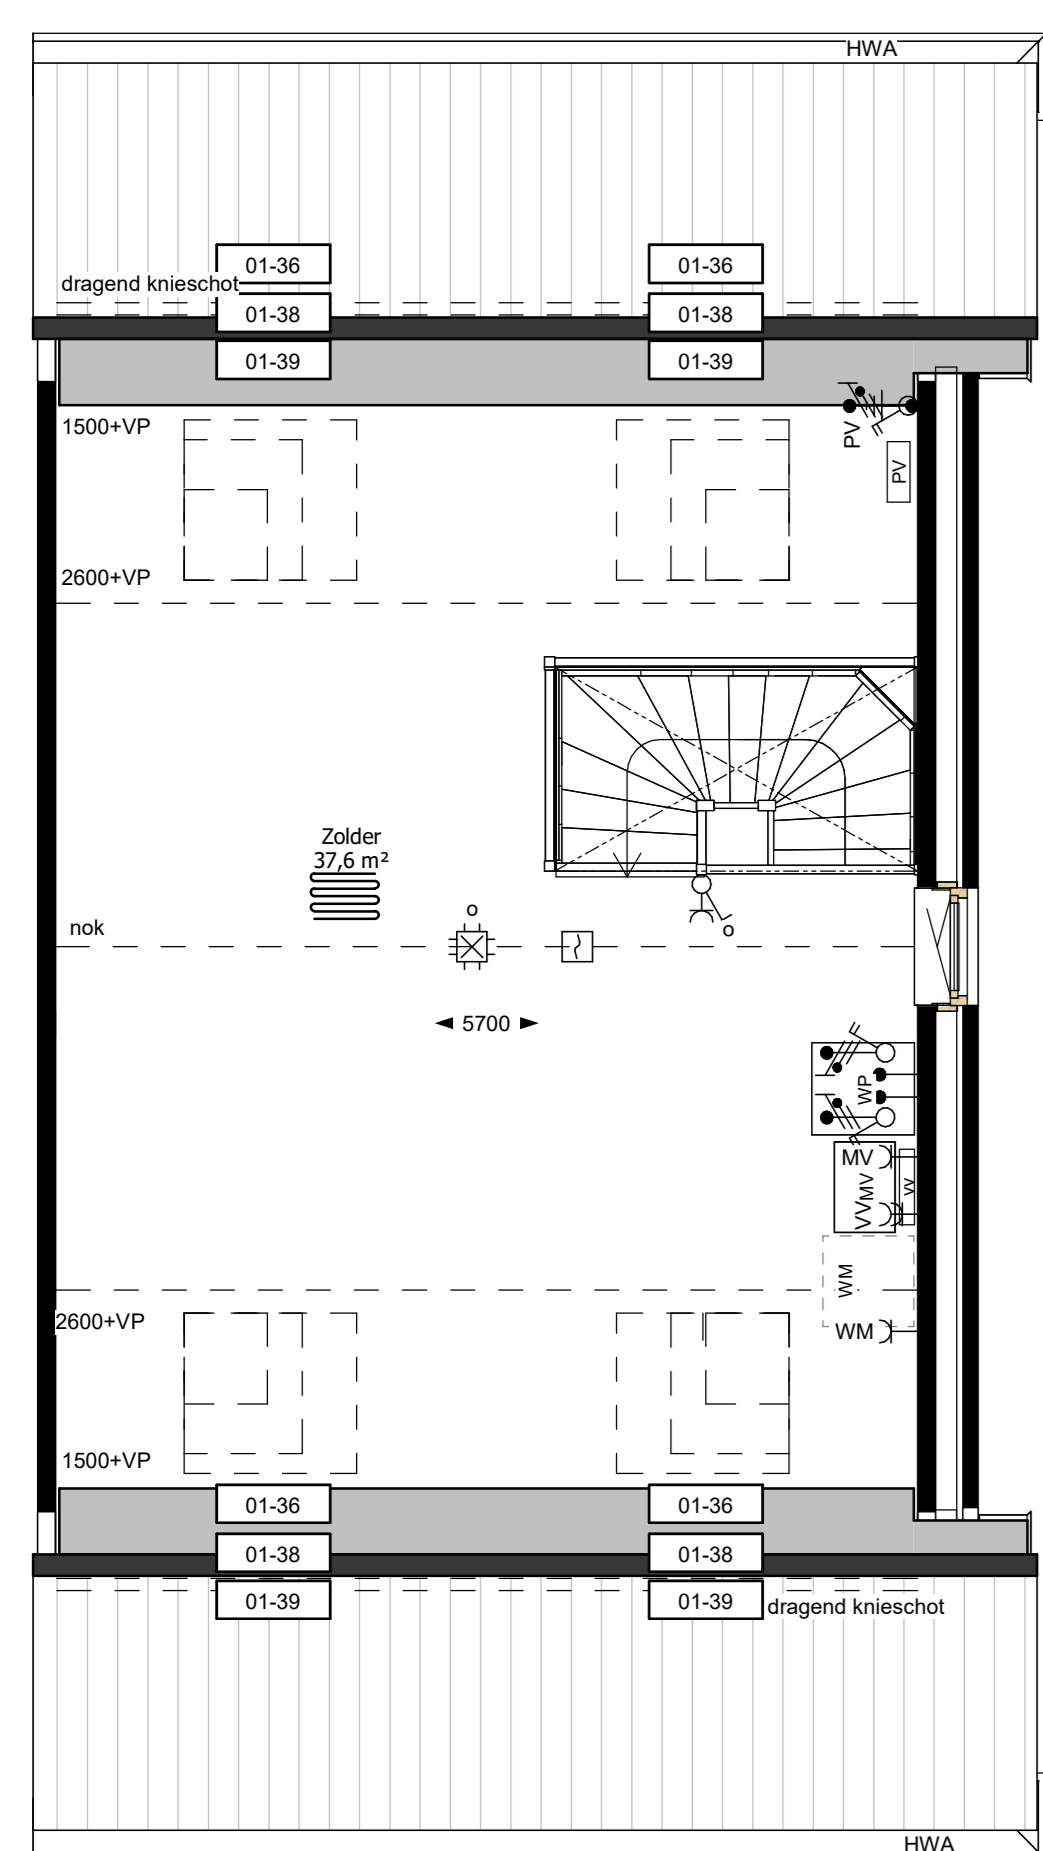 HWA
01-36
01-36
dragend knieschot
01-38
01-38
01-39
01-39
1500+VP
PV
PV
2600+VP
Zolder
37,6 m²
o
nok
o
5700
WP
MV
MV
VV
VV
WM
2600+VP
WM
1500+VP
01-36
01-36
01-38
01-38
01-39
01-39
dragend knieschot
HWA